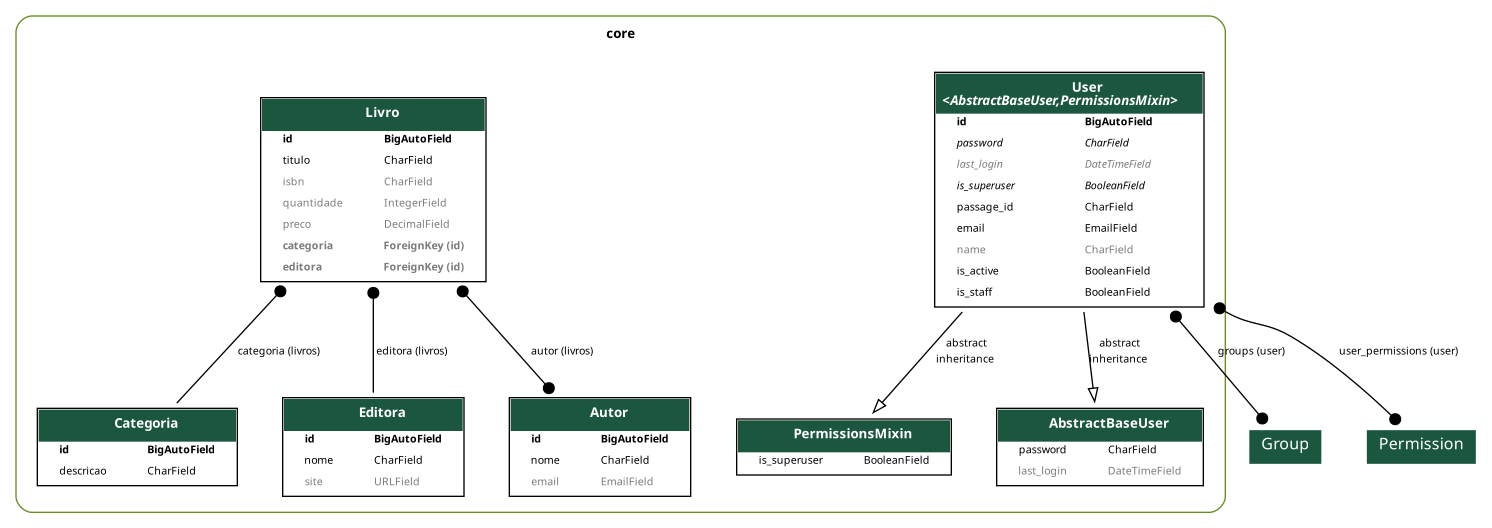 core
Livro
id BigAutoField
titulo CharField
isbn CharField
quantidade IntegerField
preco DecimalField
categoria ForeignKey (id)
editora ForeignKey (id)
User
<AbstractBaseUser,PermissionsMixin>
id BigAutoField
password CharField
last_login DateTimeField
is_superuser BooleanField
passage_id CharField
email EmailField
name CharField
is_active BooleanField
is_staff BooleanField
categoria (livros)
editora (livros)
autor (livros)
abstract
inheritance
abstract
inheritance
groups (user)
user_permissions (user)
Categoria
id BigAutoField
descricao CharField
Editora
id BigAutoField
nome CharField
site URLField
Autor
id BigAutoField
nome CharField
email EmailField
PermissionsMixin
is_superuser BooleanField
AbstractBaseUser
password CharField
last_login DateTimeField
Group
Permission